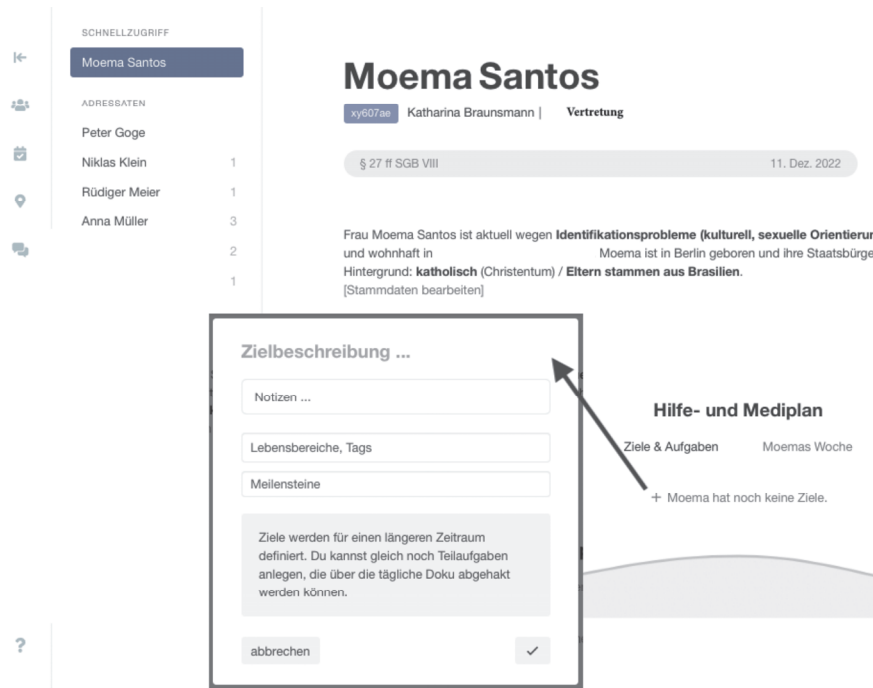 SCHNELLZUGRIFF
Moema Santos
ADRESSATEN
Peter Goge
Niklas Klein 1
Rüdiger Meier 1
Anna Müller 3
2
1
?
Moema Santos
xy607ae Katharina Braunsmann | Vertretung
§ 27 ff SGB VIII 11. Dez. 2022
Frau Moema Santos ist aktuell wegen Identifikationsprobleme (kulturell, sexuelle Orientierun
und wohnhaft in Moema ist in Berlin geboren und ihre Staatsbürge
Hintergrund: katholisch (Christentum) / Eltern stammen aus Brasilien.
[Stammdaten bearbeiten]
Zielbeschreibung ...
Notizen ...
Lebensbereiche, Tags
Meilensteine
Ziele werden für einen längeren Zeitraum
definiert. Du kannst gleich noch Teilaufgaben
anlegen, die über die tägliche Doku abgehakt
werden können.
abbrechen
Hilfe- und Mediplan
Ziele & Aufgaben Moemas Woche
+ Moema hat noch keine Ziele.